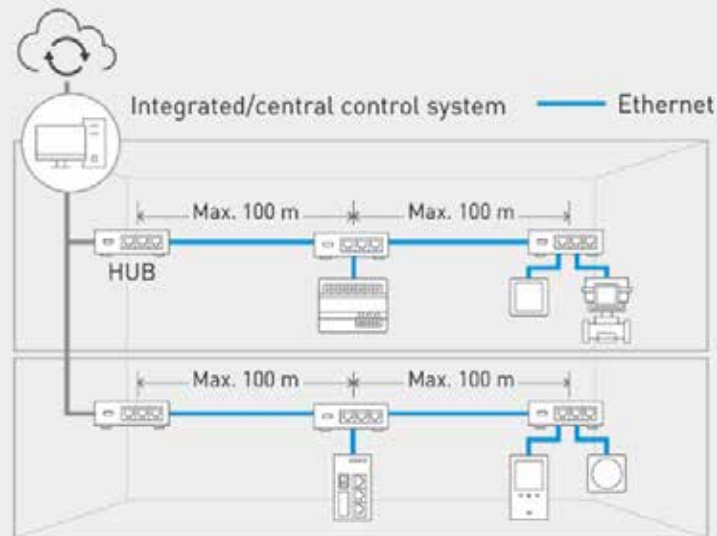 Integrated/central control system
Ethernet
Max. 100 m
Max. 100 m
HUB
Max. 100 m
Max. 100 m